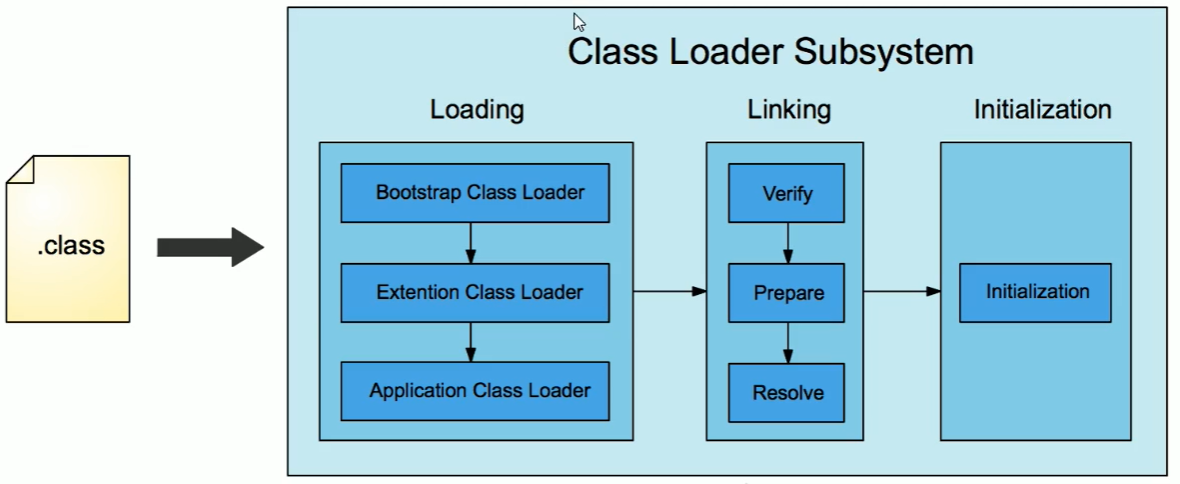 Class Loader Subsystem
Loading
Linking
Initialization
.class
Bootstrap Class Loader
Extention Class Loader
Application Class Loader
Verify
Prepare
Resolve
Initialization